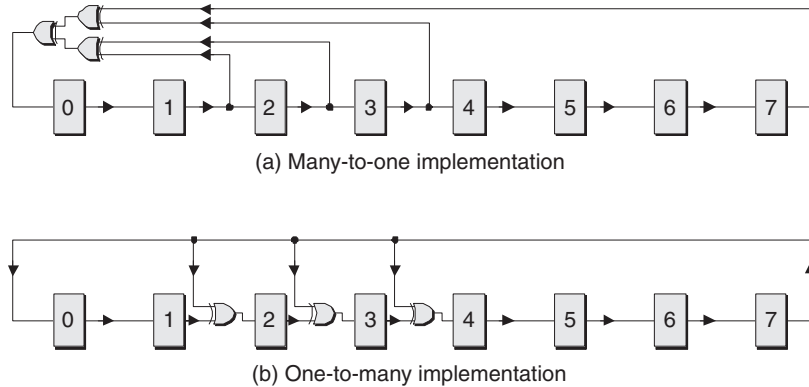 0 1 2 3 4 5 6 7
(a) Many-to-one implementation
0 1 2 3 4 5 6 7
(b) One-to-many implementation